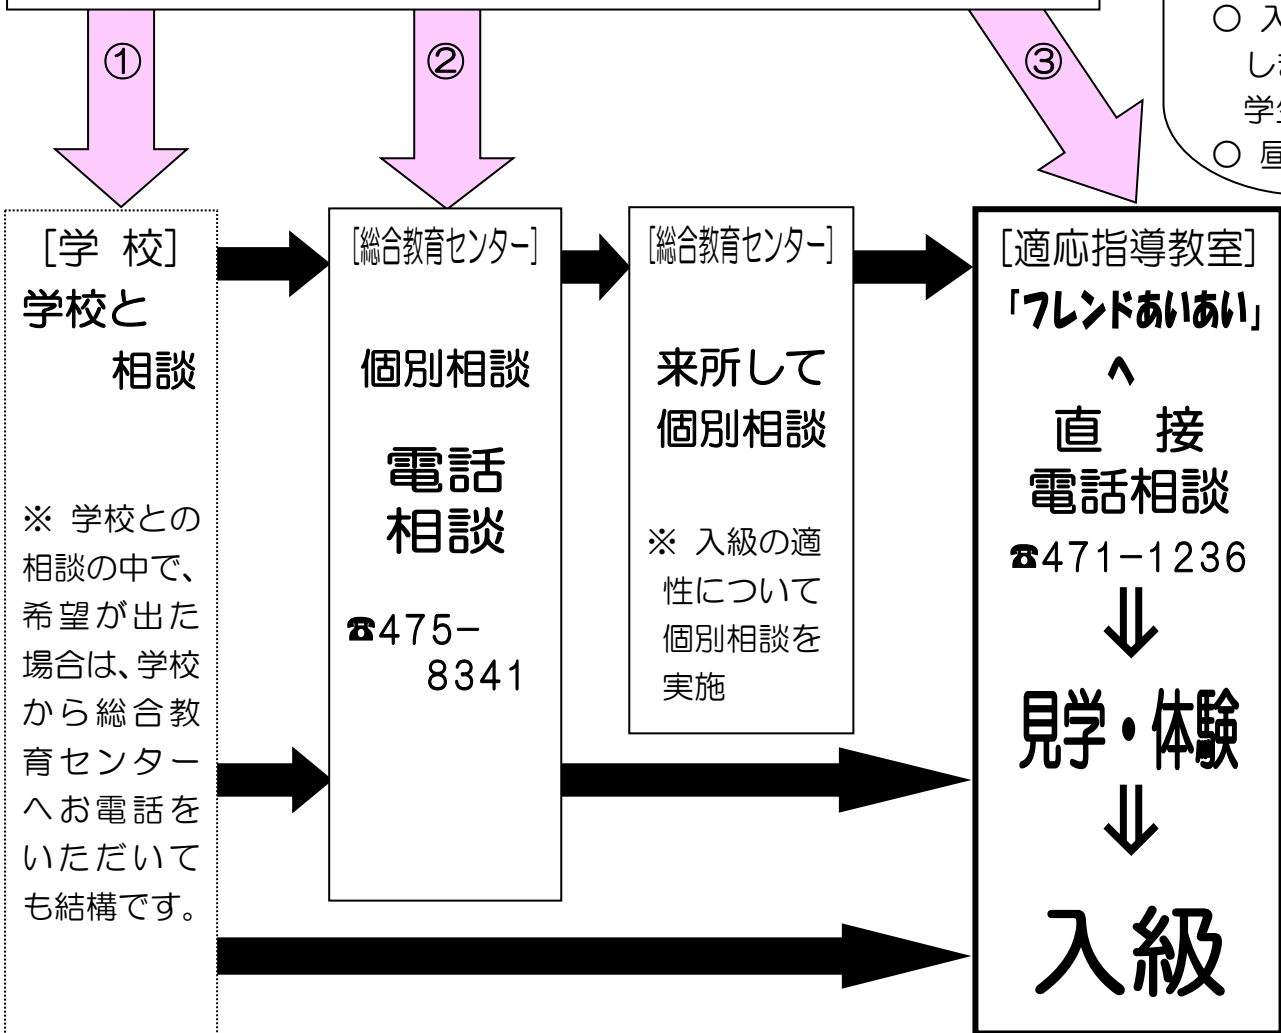 ①
②
③
○ 入
し
学
○ 昼
[学 校]
学校と
相談
※ 学校との
相談の中で、
希望が出た
場合は、学校
から総合教
育センター
へお電話を
いただいて
も結構です。
[総合教育センター]
個別相談
電話
相談
☎475-
8341
[総合教育センター]
来所して
個別相談
※ 入級の適
性について
個別相談を
実施
[適応指導教室]
「フレンドあいあい」
へ
直 接
電話相談
☎471-1236
⇓
見学・体験
⇓
入級